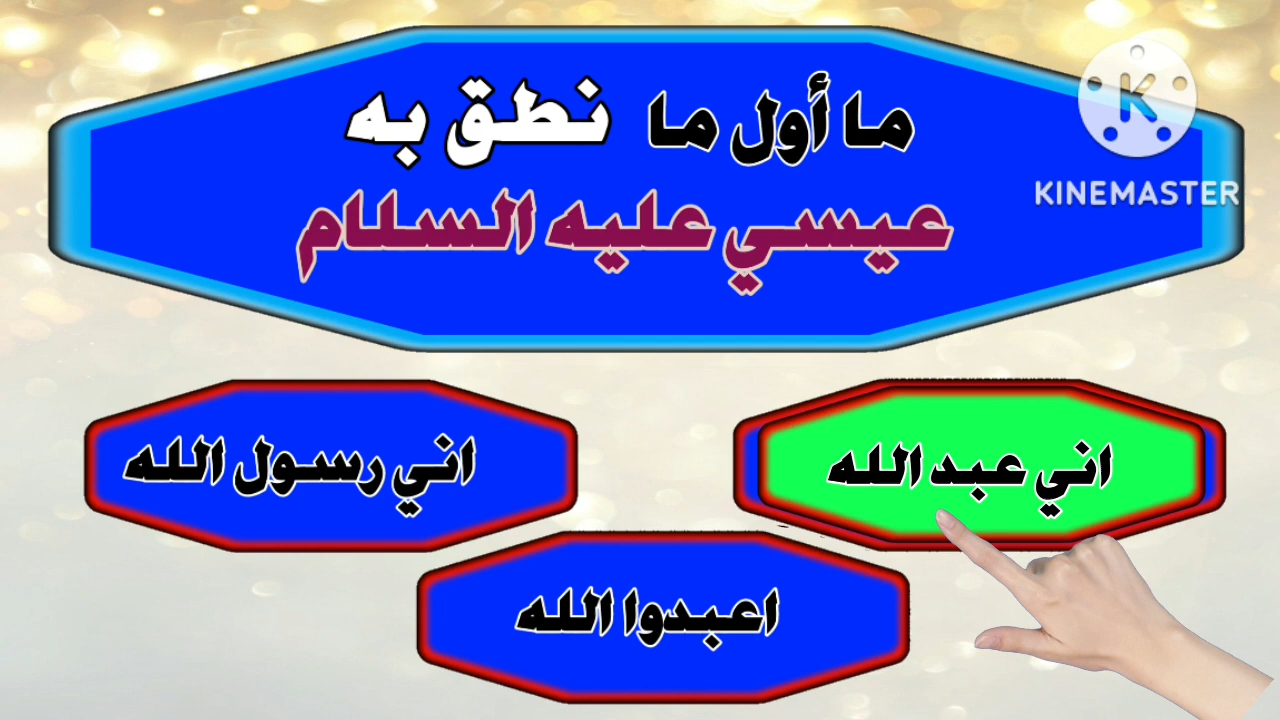 ما أول ما نطق به
عيسي عليه السلام
KINEMASTER
اني عبد الله
اني رسول الله
اعبدوا الله